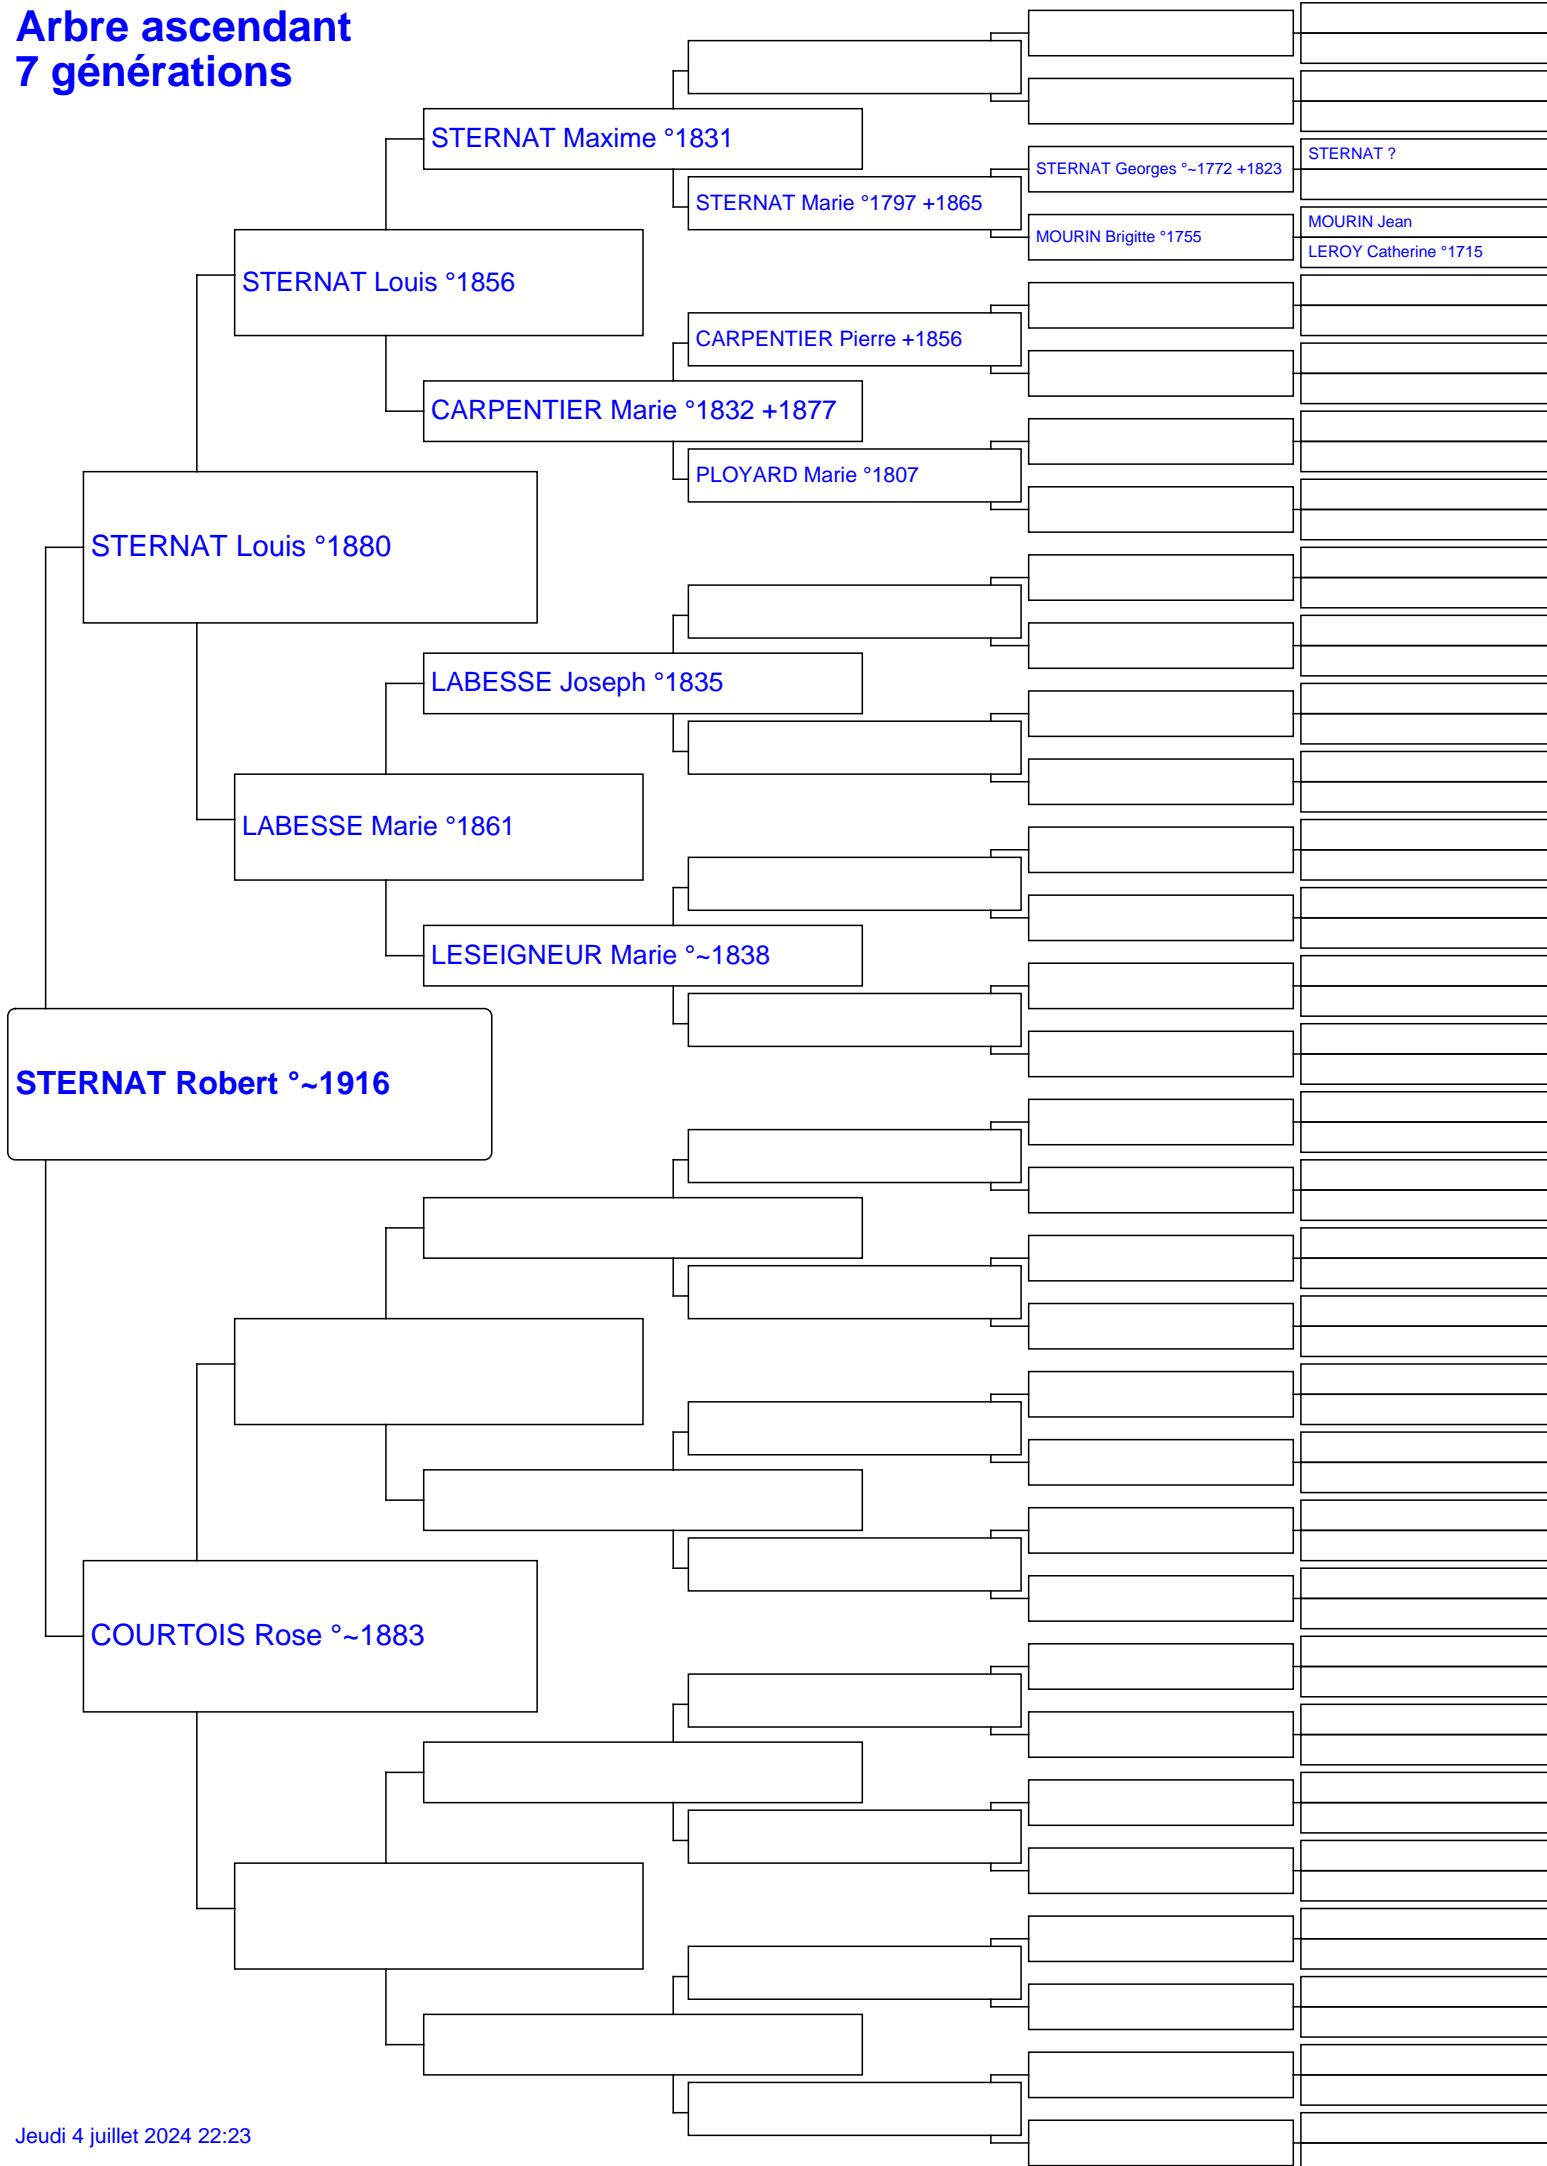 Arbre ascendant
7 générations
STERNAT Maxime °1831
STERNAT Georges °~1772 +1823
STERNAT ?
STERNAT Marie °1797 +1865
MOURIN Brigitte °1755
MOURIN Jean
LEROY Catherine °1715
STERNAT Louis °1856
CARPENTIER Pierre +1856
CARPENTIER Marie °1832 +1877
PLOYARD Marie °1807
STERNAT Louis °1880
LABESSE Joseph °1835
LABESSE Marie °1861
LESEIGNEUR Marie °~1838
STERNAT Robert °~1916
COURTOIS Rose °~1883
Jeudi 4 juillet 2024 22:23